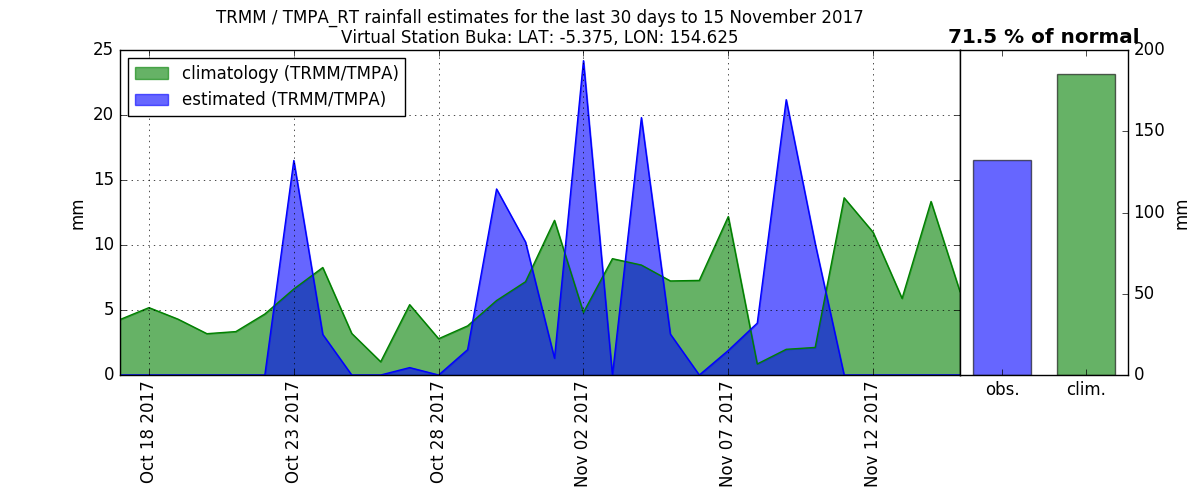 TRMM / TMPA_RT rainfall estimates for the last 30 days to 15 November 2017
Virtual Station Buka: LAT: -5.375, LON: 154.625
71.5 % of normal
climatology (TRMM/TMPA)
estimated (TRMM/TMPA)
25
20
15
10
5
0
mm
Oct 18 2017
Oct 23 2017
Oct 28 2017
Nov 02 2017
Nov 07 2017
Nov 12 2017
obs.
clim.
200
150
100
50
0
mm